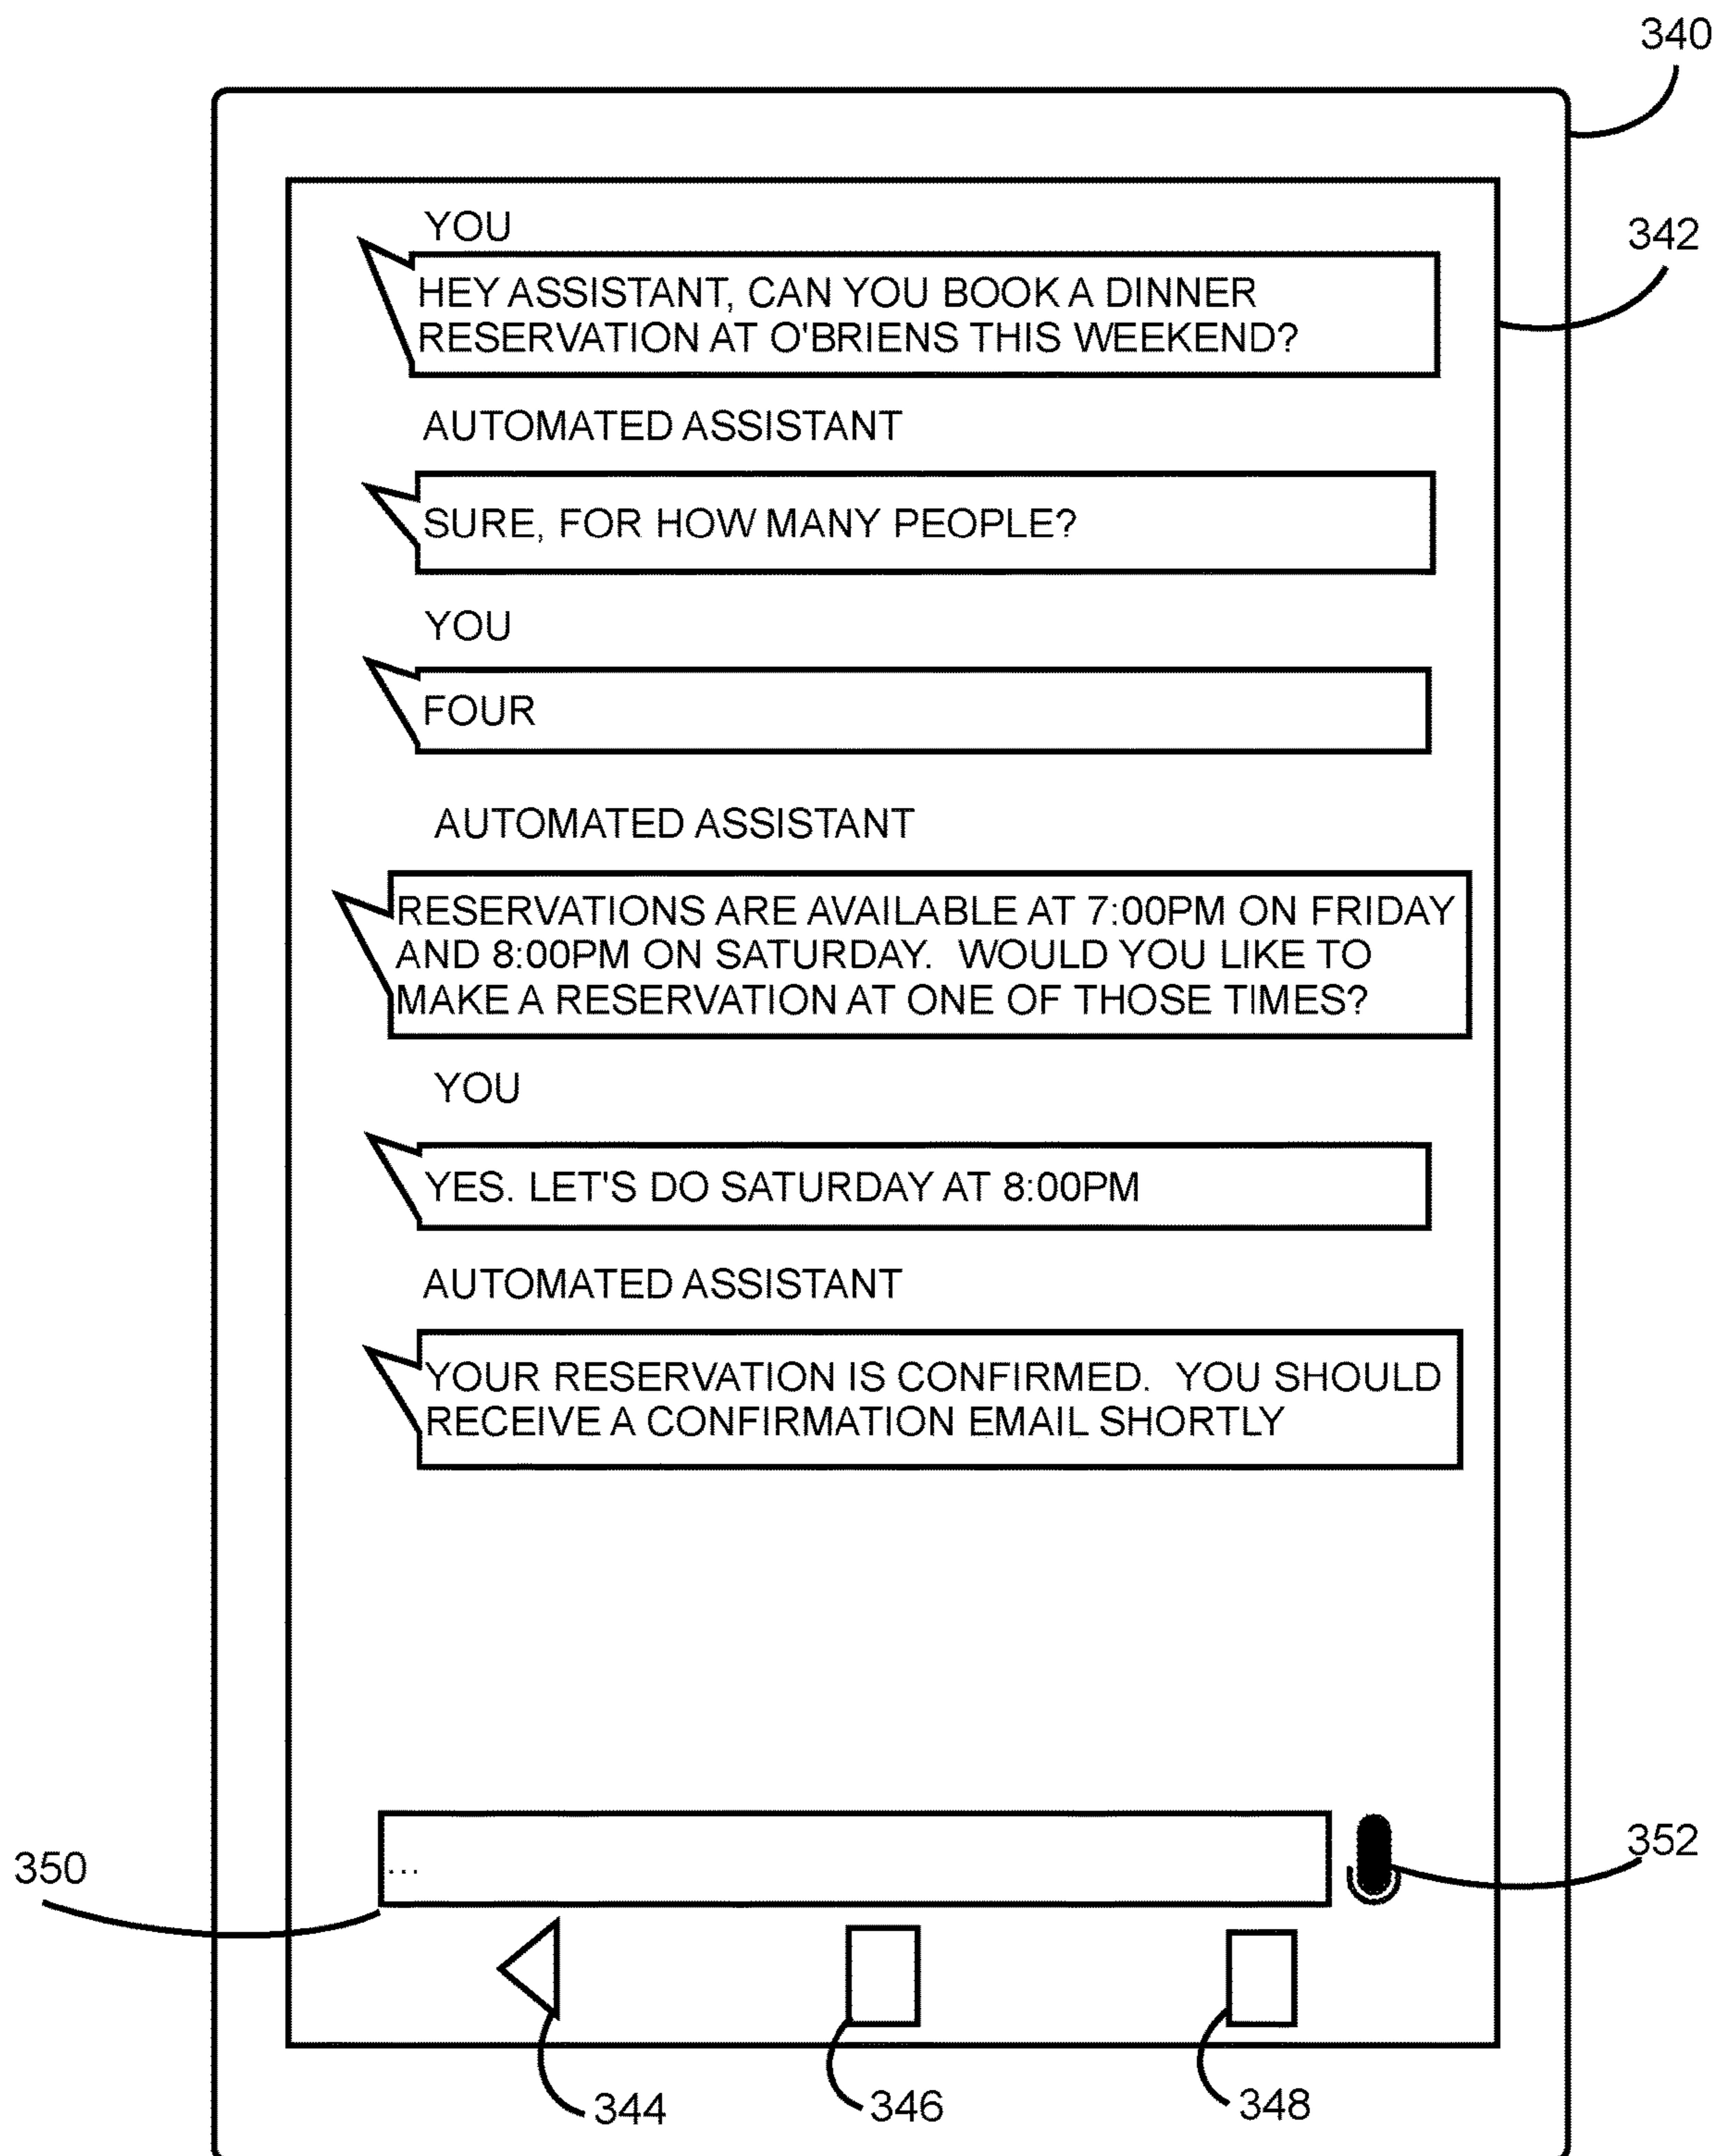 340
342
YOU
HEY ASSISTANT, CAN YOU BOOK A DINNER
RESERVATION AT O'BRIENS THIS WEEKEND?
AUTOMATED ASSISTANT
SURE, FOR HOW MANY PEOPLE?
YOU
FOUR
AUTOMATED ASSISTANT
RESERVATIONS ARE AVAILABLE AT 7:00PM ON FRIDAY
AND 8:00PM ON SATURDAY.  WOULD YOU LIKE TO
MAKE A RESERVATION AT ONE OF THOSE TIMES?
YOU
YES. LET'S DO SATURDAY AT 8:00PM
AUTOMATED ASSISTANT
YOUR RESERVATION IS CONFIRMED.  YOU SHOULD
RECEIVE A CONFIRMATION EMAIL SHORTLY
350
...
352
344
346
348